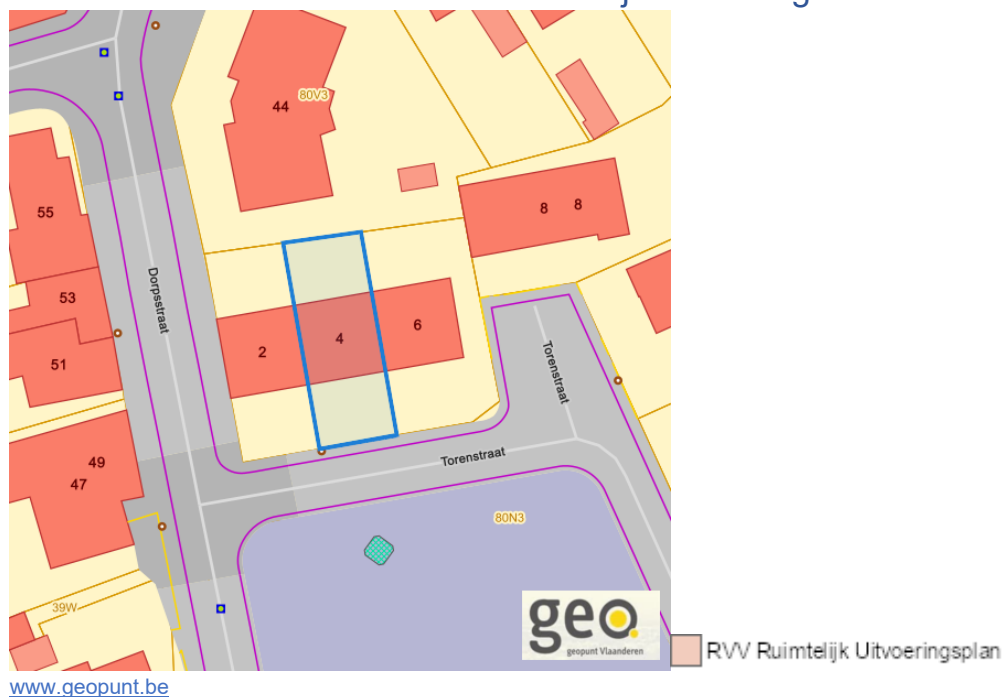 44
80V3
55
8 8
Dorpsstraat
53
4
6
2
51
Torenstraat
Torenstraat
49
47
80N3
39W
geo
geopunt Vlaanderen
RVV Ruimtelijk Uitvoeringsplan
www.geopunt.be